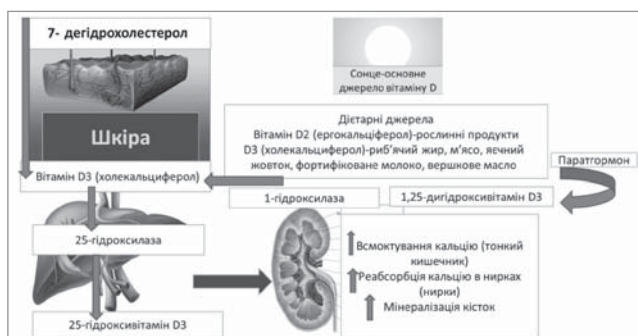 7- дегідрохолестерол
Сонце-основне
джерело вітаміну D
Шкіра
Дієтарні джерела
Вітамін D2 (ергокальціферол)-рослинні продукти
D3 (холекальциферол)-риб'ячий жир, м'ясо, яєчний
жовток, фортифіковане молоко, вершкове масло
Паратгормон
Вітамін D3 (холекальциферол)
1-гідроксилаза
1,25-дигідроксивітамін D3
25-гідроксилаза
Всмоктування кальцію (тонкий
кишечник)
Реабсорбція кальцію в нирках
(нирки)
Мінералізація кісток
25-гідроксивітамін D3